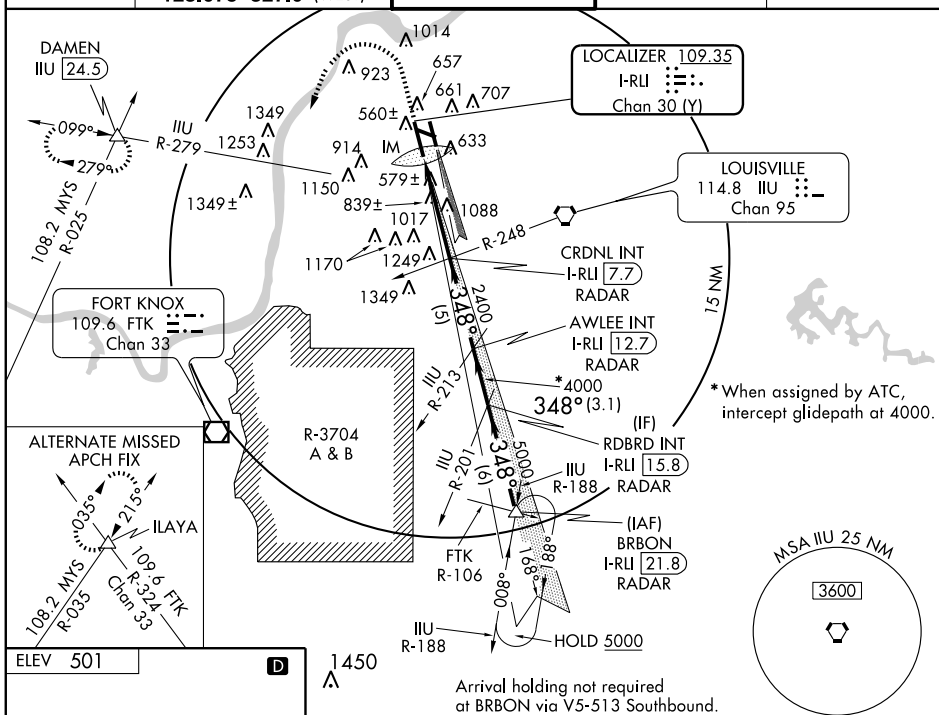 DAMEN
IIU 24.5
099°
279°
108.2 MYS
R-025
IIU
R-279
1014
923
657
661
707
560±
1349
1253
IM
633
914
1150
579±
1349±
839±
1088
1017
R-248
1170
1249
1349
LOCALIZER 109.35
I-RLI
Chan 30 (Y)
LOUISVILLE
114.8 IIU
Chan 95
CRDNL INT
I-RLI 7.7
RADAR
15 NM
2400
348°
(5)
FORT KNOX
109.6 FTK
Chan 33
AWLEE INT
I-RLI 12.7
RADAR
IIU
R-213
*4000
348° (3.1)
* When assigned by ATC,
intercept glidepath at 4000.
R-3704
A & B
(IF)
RDBRD INT
I-RLI 15.8
RADAR
IIU
R-201
348°
(6)
5000
IIU
R-188
ALTERNATE MISSED
APCH FIX
035°
215°
ILAYA
108.2 MYS
R-035
109.6 FTK
R-324
Chan 33
FTK
R-106
(IAF)
BRBON
I-RLI 21.8
RADAR
008°
168°
188°
IIU
R-188
HOLD 5000
MSA IIU 25 NM
3600
ELEV 501
D
1450
Arrival holding not required
at BRBON via V5-513 Southbound.